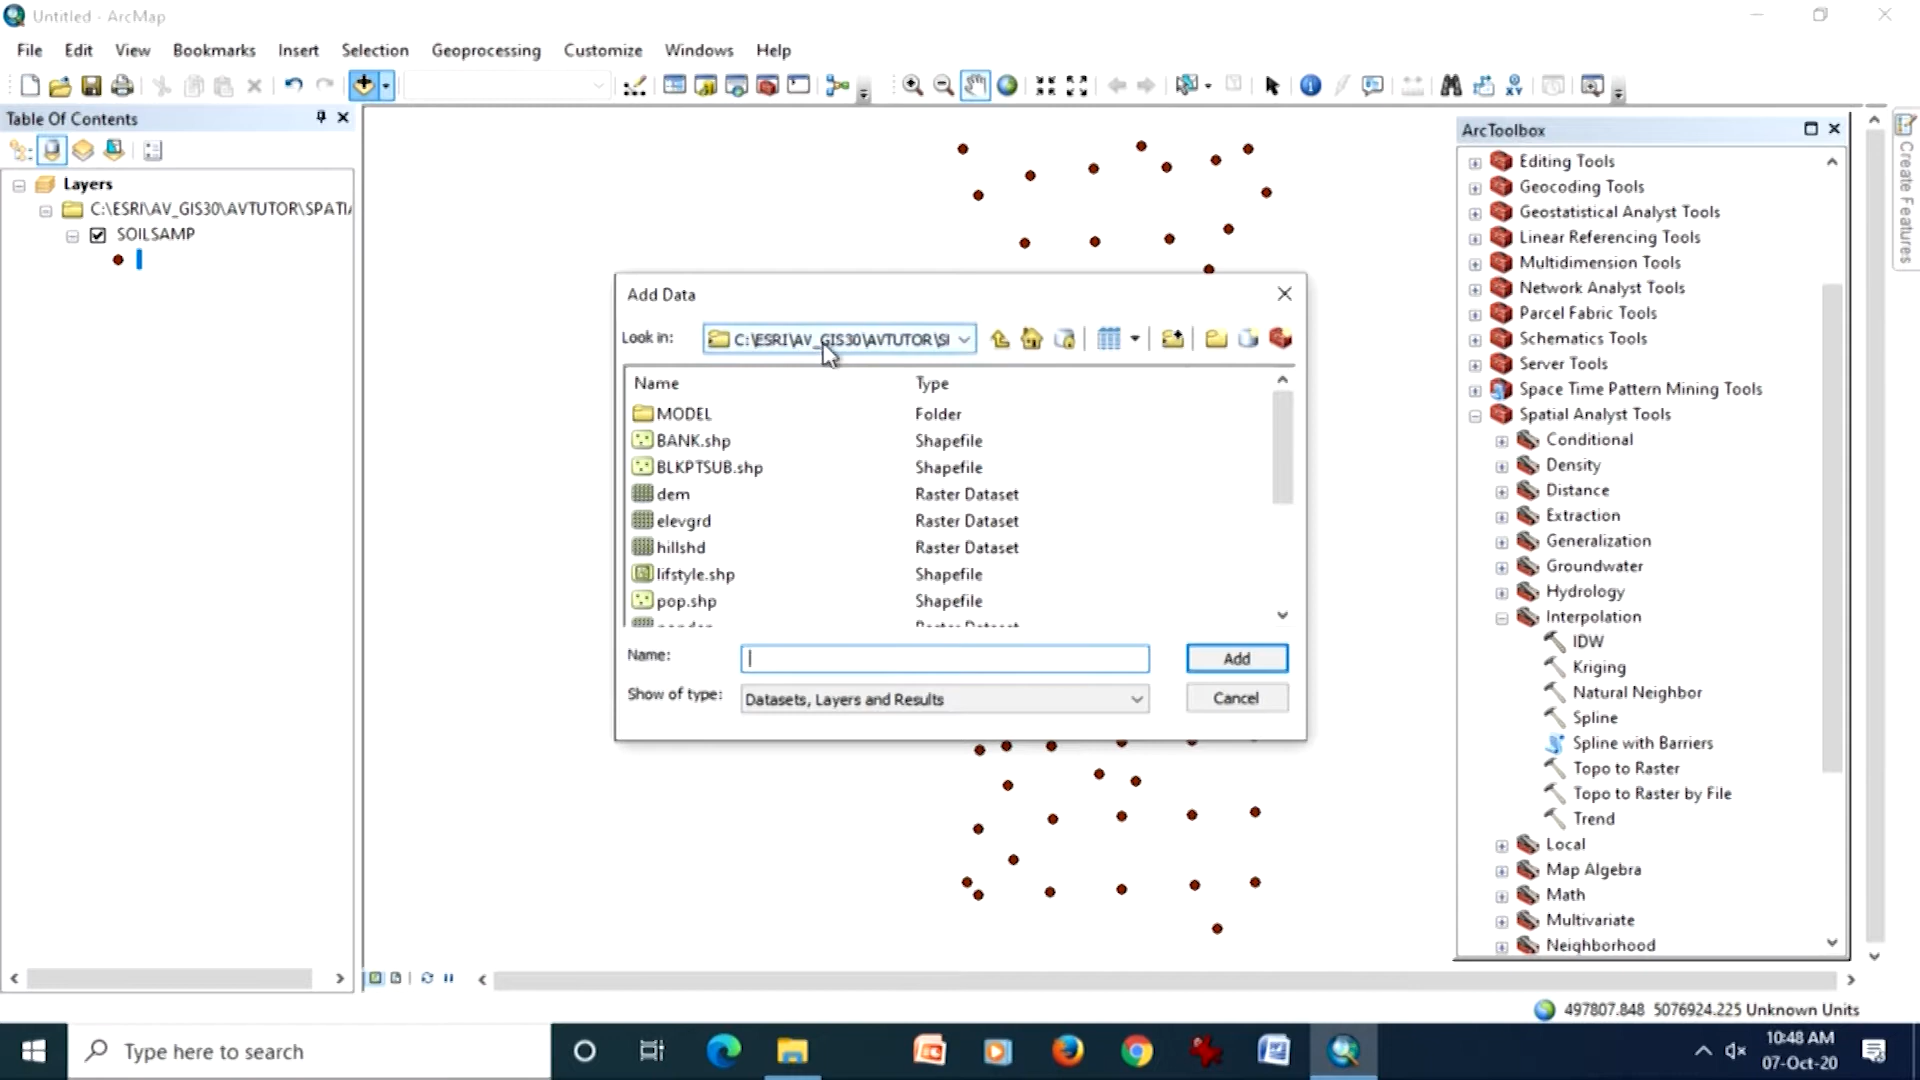 Untitled - ArcMap
File Edit View Bookmarks Insert Selection Geoprocessing Customize Windows Help
Table Of Contents
Layers
C:\ESRI\AV_GIS30\AVTUTOR\SPATI
SOILSAMP
Add Data
Look in: C:\ESRI\AV_GIS30\AVTUTOR\SI
Name Type
MODEL Folder
BANK.shp Shapefile
BLKPTSUB.shp Shapefile
dem Raster Dataset
elevgrd Raster Dataset
hillshd Raster Dataset
lifstyle.shp Shapefile
pop.shp Shapefile
Name:
Add
Show of type: Datasets, Layers and Results
Cancel
ArcToolbox
Editing Tools
Geocoding Tools
Geostatistical Analyst Tools
Linear Referencing Tools
Multidimension Tools
Network Analyst Tools
Parcel Fabric Tools
Schematics Tools
Server Tools
Space Time Pattern Mining Tools
Spatial Analyst Tools
Conditional
Density
Distance
Extraction
Generalization
Groundwater
Hydrology
Interpolation
IDW
Kriging
Natural Neighbor
Spline
Spline with Barriers
Topo to Raster
Topo to Raster by File
Trend
Local
Map Algebra
Math
Multivariate
Neighborhood
Create Features
497807.848 5076924.225 Unknown Units
Type here to search
10:48 AM
07-Oct-20